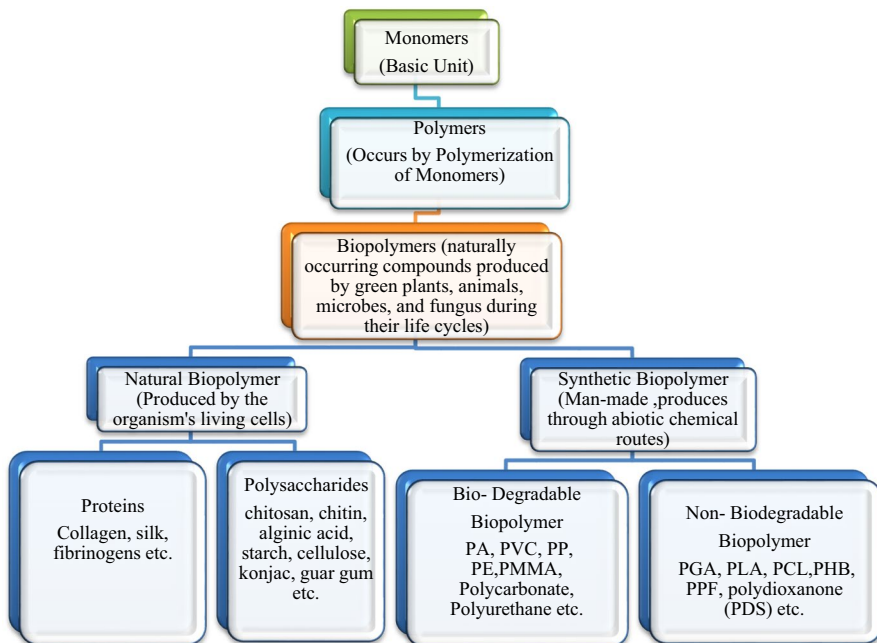 Monomers
(Basic Unit)
Polymers
(Occurs by Polymerization
of Monomers)
Biopolymers (naturally
occurring compounds produced
by green plants, animals,
microbes, and fungus during
their life cycles)
Natural Biopolymer
(Produced by the
organism's living cells)
Synthetic Biopolymer
(Man-made ,produces
through abiotic chemical
routes)
Proteins
Collagen, silk,
fibrinogens etc.
Polysaccharides
chitosan, chitin,
alginic acid,
starch, cellulose,
konjac, guar gum
etc.
Bio- Degradable
Biopolymer
PA, PVC, PP,
PE,PMMA,
Polycarbonate,
Polyurethane etc.
Non- Biodegradable
Biopolymer
PGA, PLA, PCL,PHB,
PPF, polydioxanone
(PDS) etc.